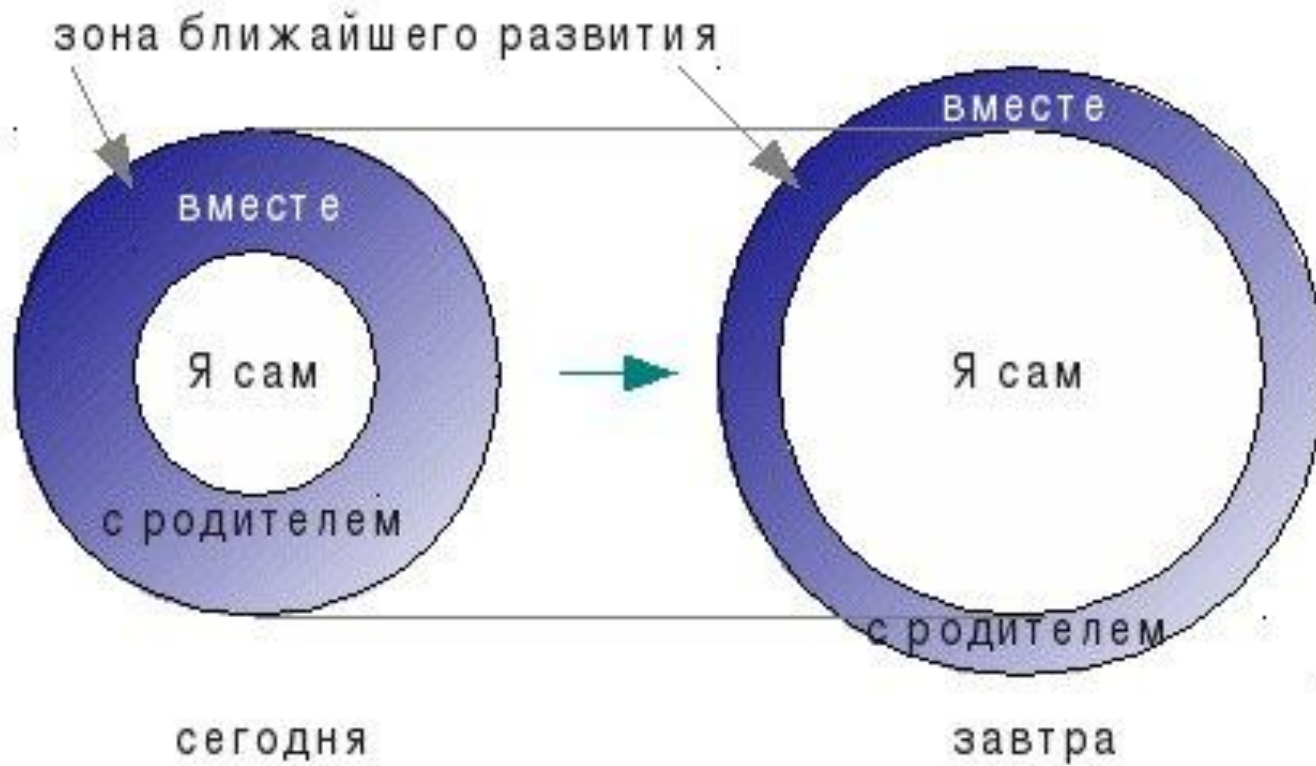 зона ближайшего развития
вместе
Я сам
с родителем
сегодня
вместе
Я сам
с родителем
завтра